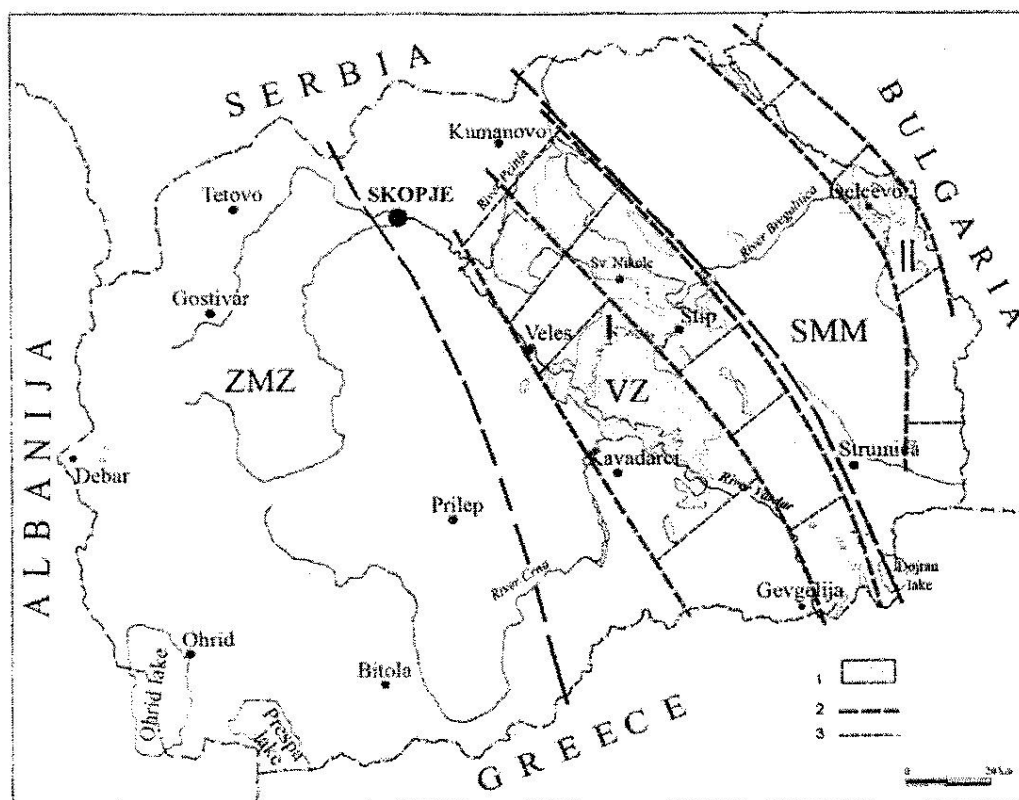 SERBIA
BULGARIA
Kumanovo
River Pcinja
Tetovo
SKOPJE
Delcevo
River Bregalnica
II
Sv. Nikole
Gostivar
I
Stip
Veles
SMM
ALBANIJA
ZMZ
VZ
Strumica
Debar
Kavadarci
River Vardar
Prilep
River Crna
Dojran
lake
Gevgelija
Ohrid
Ohrid lake
Bitola
Prespa
lake
GREECE
1
2
3
0